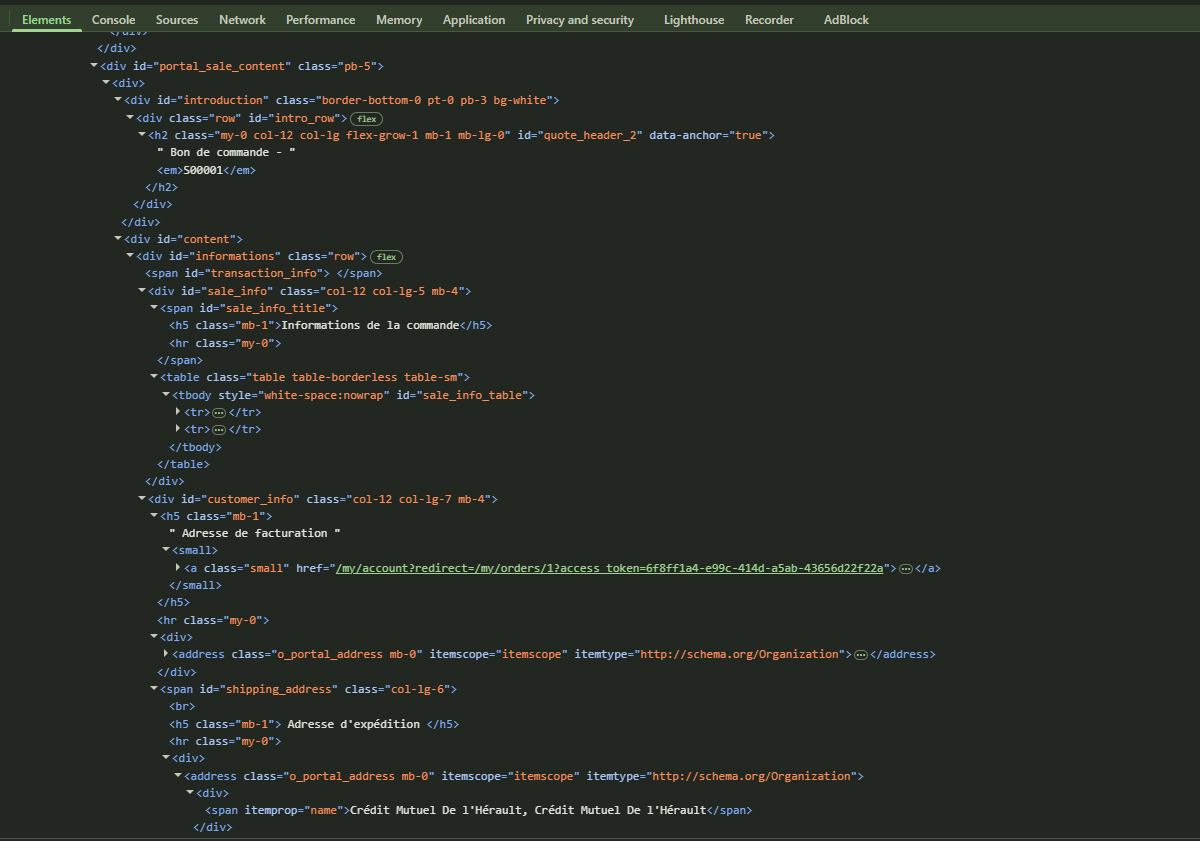 Elements Console Sources Network Performance Memory Application Privacy and security Lighthouse Recorder AdBlock
</div>
</div>
<div id="portal_sale_content" class="pb-5">
<div>
<div id="introduction" class="border-bottom-0 pt-0 pb-3 bg-white">
<div class="row" id="intro_row"> flex
<h2 class="my-0 col-12 col-lg flex-grow-1 mb-1 mb-lg-0" id="quote_header_2" data-anchor="true">
" Bon de commande - "
<em>S00001</em>
</h2>
</div>
</div>
<div id="content">
<div id="informations" class="row"> flex
<span id="transaction_info"> </span>
<div id="sale_info" class="col-12 col-lg-5 mb-4">
<span id="sale_info_title">
<h5 class="mb-1">Informations de la commande</h5>
<hr class="my-0">
</span>
<table class="table table-borderless table-sm">
<tbody style="white-space:nowrap" id="sale_info_table">
<tr>…</tr>
<tr>…</tr>
</tbody>
</table>
</div>
<div id="customer_info" class="col-12 col-lg-7 mb-4">
<h5 class="mb-1">
" Adresse de facturation "
<small>
<a class="small" href="/my/account?redirect=/my/orders/1?access_token=6f8ff1a4-e99c-414d-a5ab-43656d22f22a">…</a>
</small>
</h5>
<hr class="my-0">
<div>
<address class="o_portal_address mb-0" itemscope="itemscope" itemtype="http://schema.org/Organization">…</address>
</div>
<span id="shipping_address" class="col-lg-6">
<br>
<h5 class="mb-1"> Adresse d'expédition </h5>
<hr class="my-0">
<div>
<address class="o_portal_address mb-0" itemscope="itemscope" itemtype="http://schema.org/Organization">
<div>
<span itemprop="name">Crédit Mutuel De l'Hérault, Crédit Mutuel De l'Hérault</span>
</div>